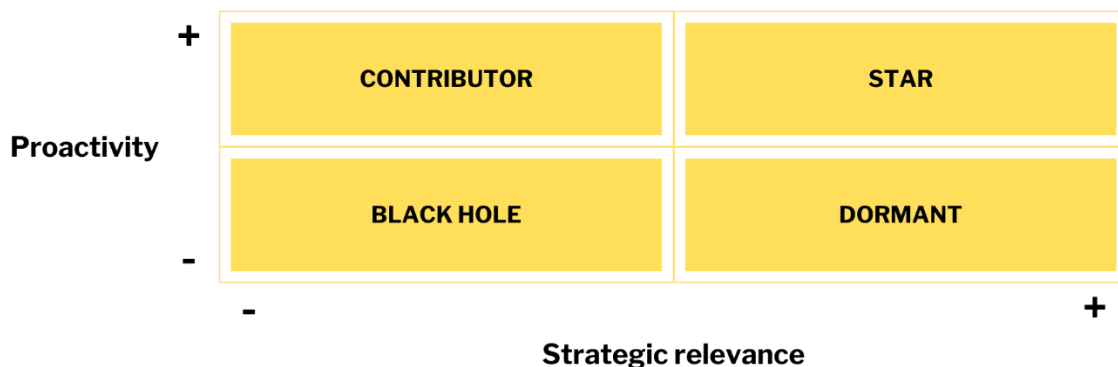 +
CONTRIBUTOR
STAR
Proactivity
BLACK HOLE
DORMANT
-
-
+
Strategic relevance